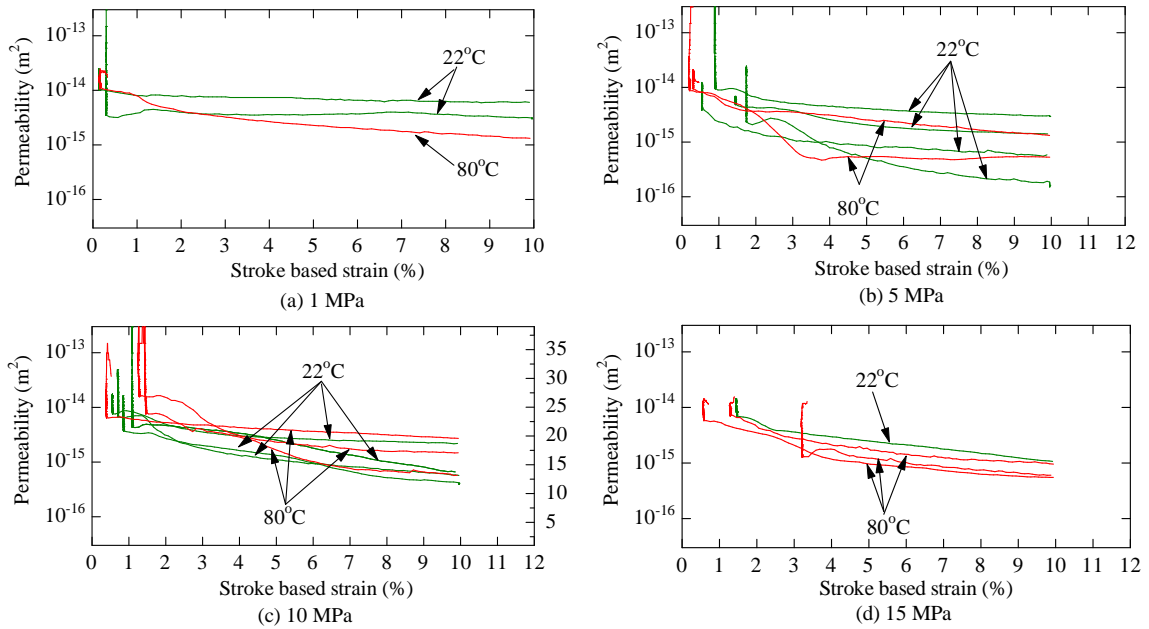 10⁻¹³
10⁻¹⁴
10⁻¹⁵
10⁻¹⁶
Permeability (m²)
22°C
80°C
0 1 2 3 4 5 6 7 8 9 10
Stroke based strain (%)
(a) 1 MPa
10⁻¹³
10⁻¹⁴
10⁻¹⁵
10⁻¹⁶
Permeability (m²)
22°C
80°C
0 1 2 3 4 5 6 7 8 9 10 11 12
Stroke based strain (%)
(b) 5 MPa
10⁻¹³
10⁻¹⁴
10⁻¹⁵
10⁻¹⁶
Permeability (m²)
22°C
80°C
35
30
25
20
15
10
5
0 1 2 3 4 5 6 7 8 9 10 11 12
Stroke based strain (%)
(c) 10 MPa
10⁻¹³
10⁻¹⁴
10⁻¹⁵
10⁻¹⁶
Permeability (m²)
22°C
80°C
0 1 2 3 4 5 6 7 8 9 10 11 12
Stroke based strain (%)
(d) 15 MPa